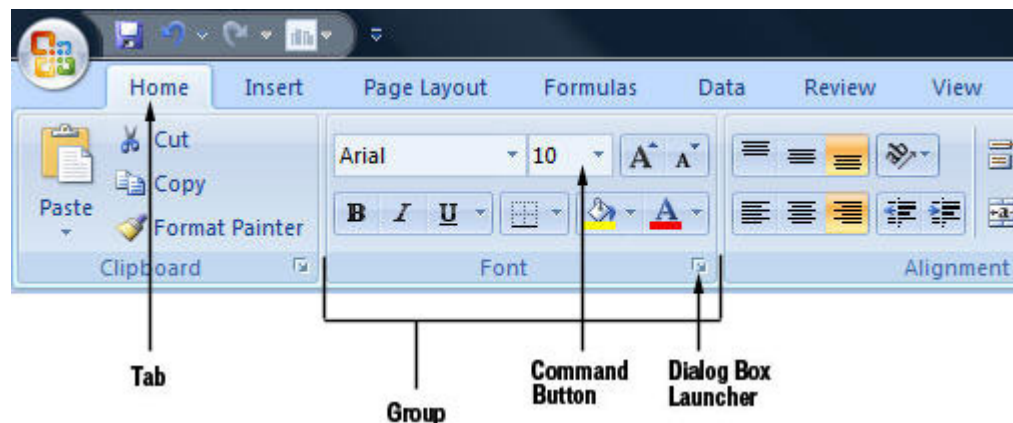 Home Insert Page Layout Formulas Data Review View
Cut
Arial 10 A A
Copy
Paste
B I U A
Format Painter
Clipboard Font Alignment
Tab
Group
Command
Button
Dialog Box
Launcher